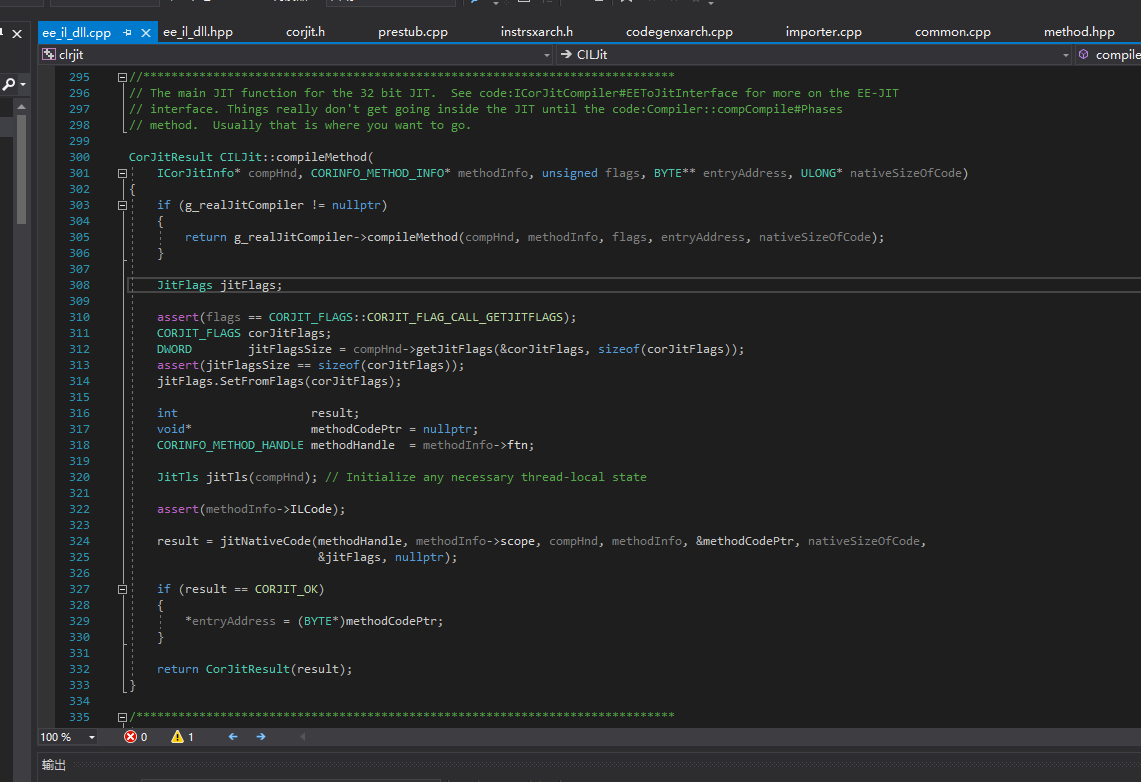 ee_il_dll.cpp ee_il_dll.hpp corjit.h prestub.cpp instrsxarch.h codegenxarch.cpp importer.cpp common.cpp method.hpp
clrjit CILJit compile
295 //****************************************************************************
296 // The main JIT function for the 32 bit JIT.  See code:ICorJitCompiler#EEToJitInterface for more on the EE-JIT
297 // interface. Things really don't get going inside the JIT until the code:Compiler::compCompile#Phases
298 // method.  Usually that is where you want to go.
299
300 CorJitResult CILJit::compileMethod(
301     ICorJitInfo* compHnd, CORINFO_METHOD_INFO* methodInfo, unsigned flags, BYTE** entryAddress, ULONG* nativeSizeOfCode)
302 {
303     if (g_realJitCompiler != nullptr)
304     {
305         return g_realJitCompiler->compileMethod(compHnd, methodInfo, flags, entryAddress, nativeSizeOfCode);
306     }
307
308     JitFlags jitFlags;
309
310     assert(flags == CORJIT_FLAGS::CORJIT_FLAG_CALL_GETJITFLAGS);
311     CORJIT_FLAGS corJitFlags;
312     DWORD        jitFlagsSize = compHnd->getJitFlags(&corJitFlags, sizeof(corJitFlags));
313     assert(jitFlagsSize == sizeof(corJitFlags));
314     jitFlags.SetFromFlags(corJitFlags);
315
316     int                   result;
317     void*                 methodCodePtr = nullptr;
318     CORINFO_METHOD_HANDLE methodHandle  = methodInfo->ftn;
319
320     JitTls jitTls(compHnd); // Initialize any necessary thread-local state
321
322     assert(methodInfo->ILCode);
323
324     result = jitNativeCode(methodHandle, methodInfo->scope, compHnd, methodInfo, &methodCodePtr, nativeSizeOfCode,
325                            &jitFlags, nullptr);
326
327     if (result == CORJIT_OK)
328     {
329         *entryAddress = (BYTE*)methodCodePtr;
330     }
331
332     return CorJitResult(result);
333 }
334
335 /*****************************************************************************
100 % 0 1
输出